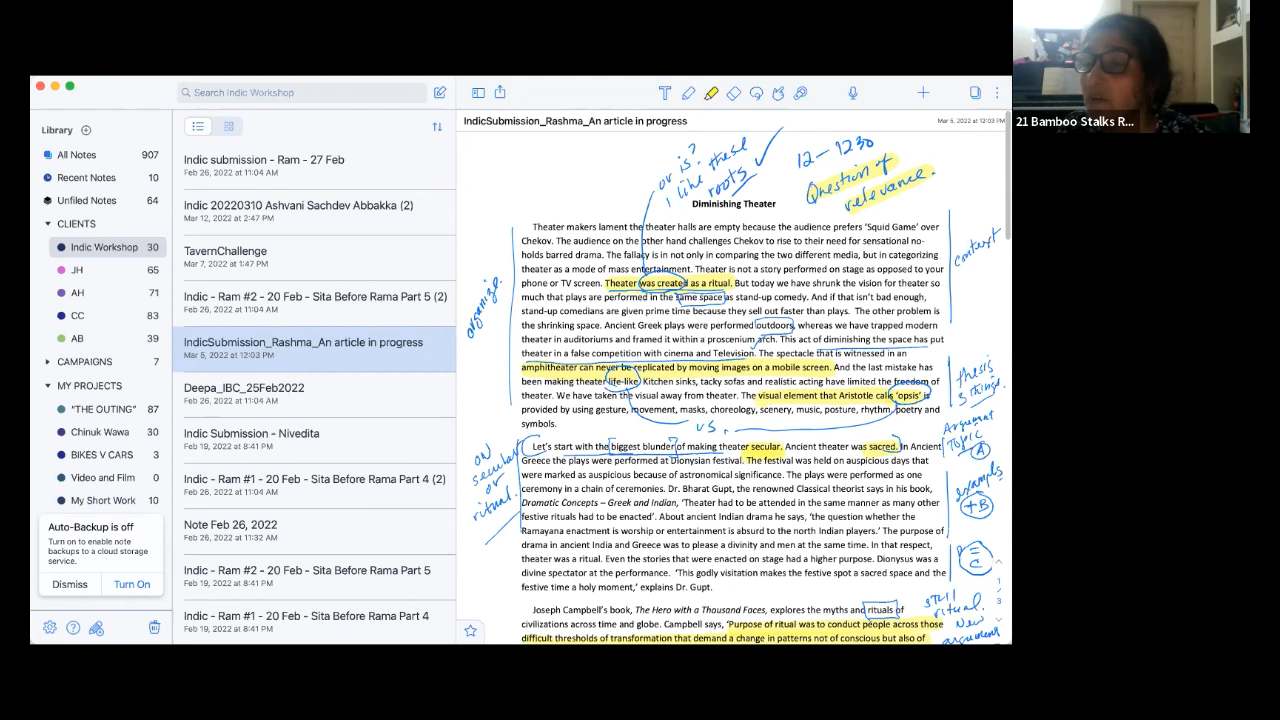 Search Indic Workshop
Library
All Notes 907
Recent Notes 10
Unfiled Notes 64
CLIENTS
Indic Workshop 30
JH 65
AH 71
CC 83
AB 39
CAMPAIGNS 7
MY PROJECTS
“THE OUTING” 87
Chinuk Wawa 30
BIKES V CARS 3
Video and Film 0
My Short Work 10
Auto-Backup is off
Turn on to enable note
backups to a cloud storage
service.
Dismiss Turn On
Indic submission - Ram - 27 Feb
Feb 26, 2022 at 11:04 AM
Indic 20220310 Ashvani Sachdev Abbakka (2)
Mar 12, 2022 at 2:47 PM
TavernChallenge
Mar 7, 2022 at 1:47 PM
Indic - Ram #2 - 20 Feb - Sita Before Rama Part 5 (2)
Feb 26, 2022 at 11:04 AM
IndicSubmission_Rashma_An article in progress
Mar 5, 2022 at 12:03 PM
Deepa_IBC_25Feb2022
Feb 26, 2022 at 11:04 AM
Indic Submission - Nivedita
Feb 19, 2022 at 8:41 PM
Indic - Ram #1 - 20 Feb - Sita Before Rama Part 4 (2)
Feb 26, 2022 at 11:04 AM
Note Feb 26, 2022
Feb 26, 2022 at 11:32 AM
Indic - Ram #2 - 20 Feb - Sita Before Rama Part 5
Feb 19, 2022 at 8:41 PM
Indic - Ram #1 - 20 Feb - Sita Before Rama Part 4
Feb 19, 2022 at 8:41 PM
IndicSubmission_Rashma_An article in progress
Mar 5, 2022 at 12:03 PM
or is?
I like these
roots
12 - 1230
Question of
relevance.
Diminishing Theater
Theater makers lament the theater halls are empty because the audience prefers ‘Squid Game’ over
Chekov. The audience on the other hand challenges Chekov to rise to their need for sensational no-
holds barred drama. The fallacy is in not only in comparing the two different media, but in categorizing
theater as a mode of mass entertainment. Theater is not a story performed on stage as opposed to your
phone or TV screen. Theater was created as a ritual. But today we have shrunk the vision for theater so
much that plays are performed in the same space as stand-up comedy. And if that isn’t bad enough,
stand-up comedians are given prime time because they sell out faster than plays. The other problem is
the shrinking space. Ancient Greek plays were performed outdoors, whereas we have trapped modern
theater in auditoriums and framed it within a proscenium arch. This act of diminishing the space has put
theater in a false competition with cinema and Television. The spectacle that is witnessed in an
amphitheater can never be replicated by moving images on a mobile screen. And the last mistake has
been making theater life-like. Kitchen sinks, tacky sofas and realistic acting have limited the freedom of
theater. We have taken the visual away from theater. The visual element that Aristotle calls ‘opsis’ is
provided by using gesture, movement, masks, choreology, scenery, music, posture, rhythm, poetry and
symbols.
vs.
Let’s start with the biggest blunder of making theater secular. Ancient theater was sacred. In Ancient
Greece the plays were performed at Dionysian festival. The festival was held on auspicious days that
were marked as auspicious because of astronomical significance. The plays were performed as one
ceremony in a chain of ceremonies. Dr. Bharat Gupt, the renowned Classical theorist says in his book,
Dramatic Concepts – Greek and Indian, ‘Theater had to be attended in the same manner as many other
festive rituals had to be enacted’. About ancient Indian drama he says, ‘the question whether the
Ramayana enactment is worship or entertainment is absurd to the north Indian players.’ The purpose of
drama in ancient India and Greece was to please a divinity and men at the same time. In that respect,
theater was a ritual. Even the stories that were enacted on stage had a higher purpose. Dionysus was a
divine spectator at the performance. ‘This godly visitation makes the festive spot a sacred space and the
festive time a holy moment,’ explains Dr. Gupt.
Joseph Campbell’s book, The Hero with a Thousand Faces, explores the myths and rituals of
civilizations across time and globe. Campbell says, ‘Purpose of ritual was to conduct people across those
difficult thresholds of transformation that demand a change in patterns not of conscious but also of
organize.
on
secular
or
ritual.
context
thesis
3 things.
Argument
Topic
A
examples
+B
=
C
still
ritual.
New
argument
21 Bamboo Stalks R...